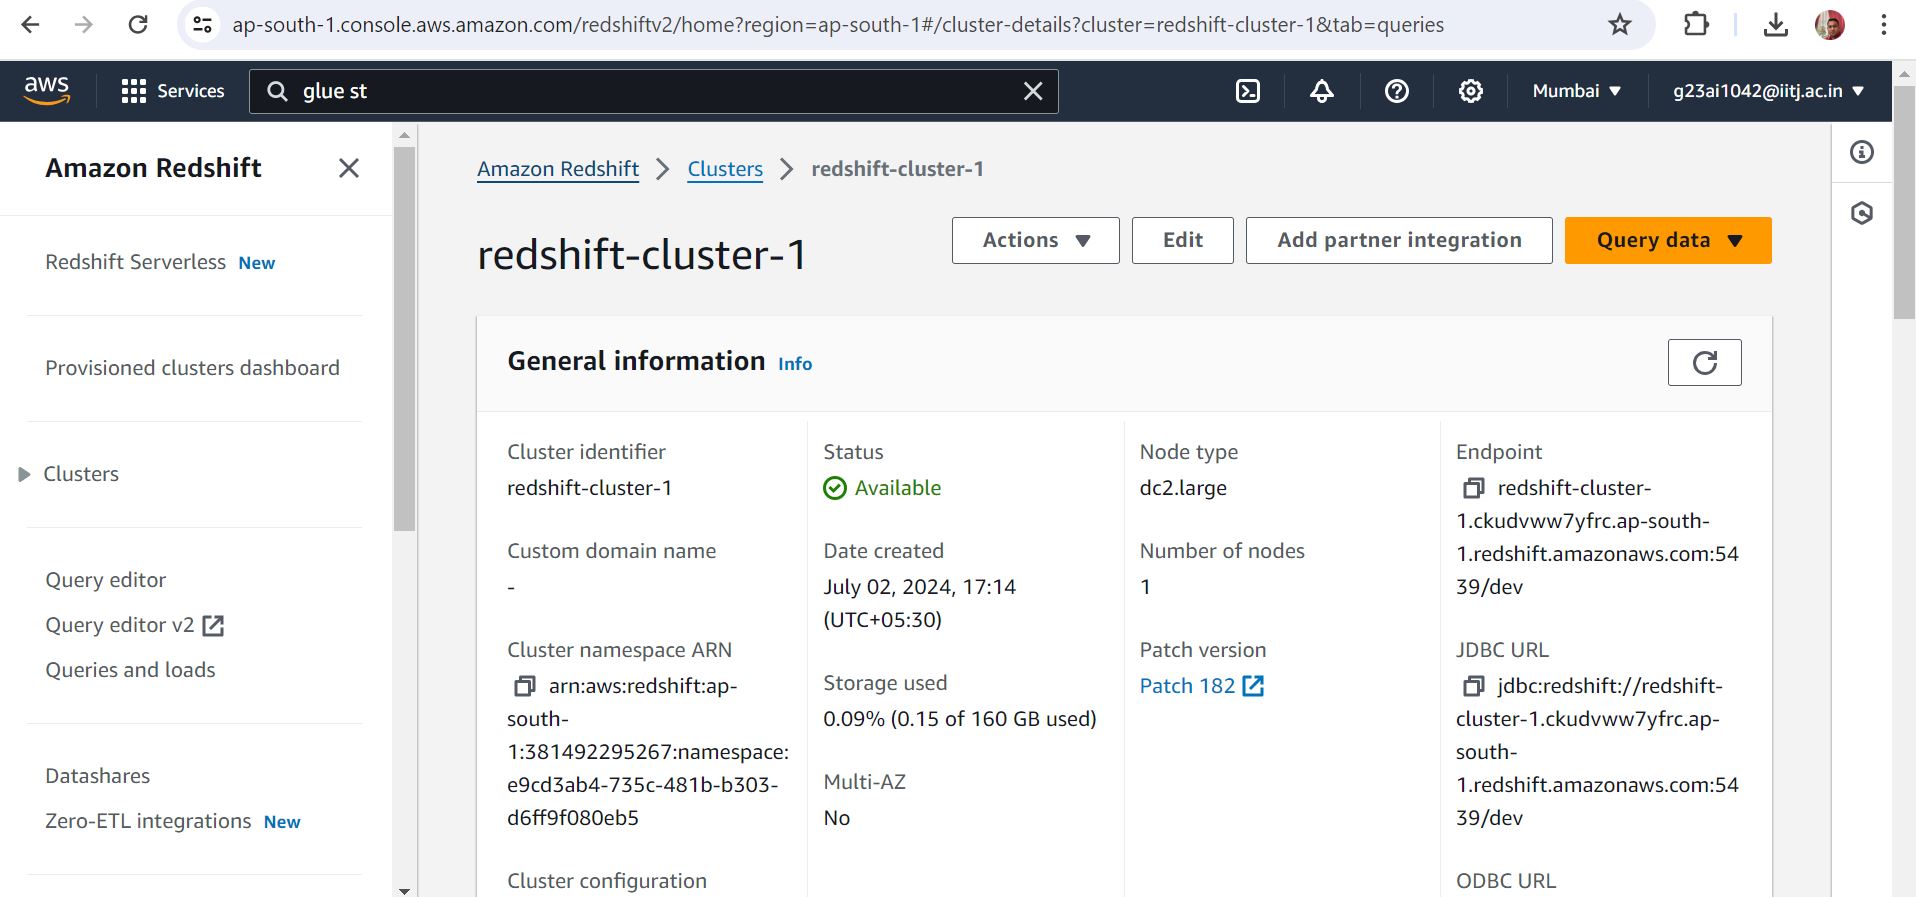 ap-south-1.console.aws.amazon.com/redshiftv2/home?region=ap-south-1#/cluster-details?cluster=redshift-cluster-1&tab=queries
aws
Services
glue st
Mumbai
g23ai1042@iitj.ac.in
Amazon Redshift
Redshift Serverless New
Provisioned clusters dashboard
Clusters
Query editor
Query editor v2
Queries and loads
Datashares
Zero-ETL integrations New
Amazon Redshift
Clusters
redshift-cluster-1
redshift-cluster-1
Actions
Edit
Add partner integration
Query data
General information Info
Cluster identifier
redshift-cluster-1
Custom domain name
-
Cluster namespace ARN
arn:aws:redshift:ap-
south-
1:381492295267:namespace:
e9cd3ab4-735c-481b-b303-
d6ff9f080eb5
Cluster configuration
Status
Available
Date created
July 02, 2024, 17:14
(UTC+05:30)
Storage used
0.09% (0.15 of 160 GB used)
Multi-AZ
No
Node type
dc2.large
Number of nodes
1
Patch version
Patch 182
Endpoint
redshift-cluster-
1.ckudvww7yfrc.ap-south-
1.redshift.amazonaws.com:54
39/dev
JDBC URL
jdbc:redshift://redshift-
cluster-1.ckudvww7yfrc.ap-
south-
1.redshift.amazonaws.com:54
39/dev
ODBC URL